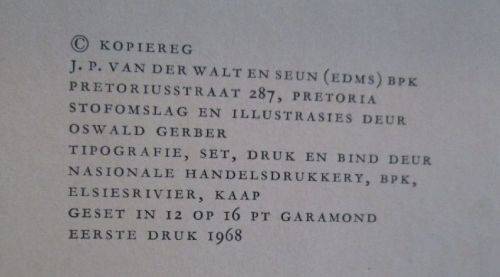 © KOPIEREG
J. P. VAN DER WALT EN SEUN (EDMS) BPK
PRETORIUSSTRAAT 287, PRETORIA
STOFOMSLAG EN ILLUSTRASIES DEUR
OSWALD GERBER
TIPOGRAFIE, SET, DRUK EN BIND DEUR
NASIONALE HANDELSDRUKKERY, BPK,
ELSIESRIVIER, KAAP
GESET IN 12 OP 16 PT GARAMOND
EERSTE DRUK 1968